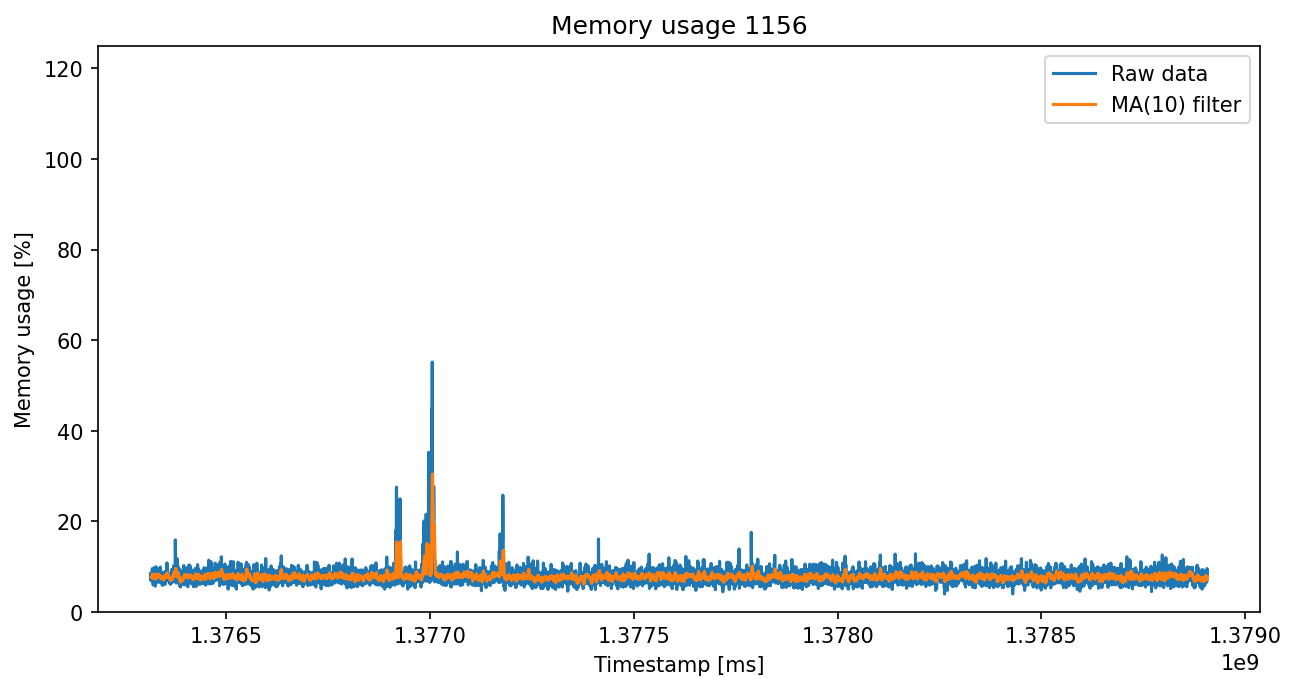 Memory usage 1156
Raw data
MA(10) filter
120
100
80
60
40
20
0
Memory usage [%]
1.3765 1.3770 1.3775 1.3780 1.3785 1.3790
1e9
Timestamp [ms]